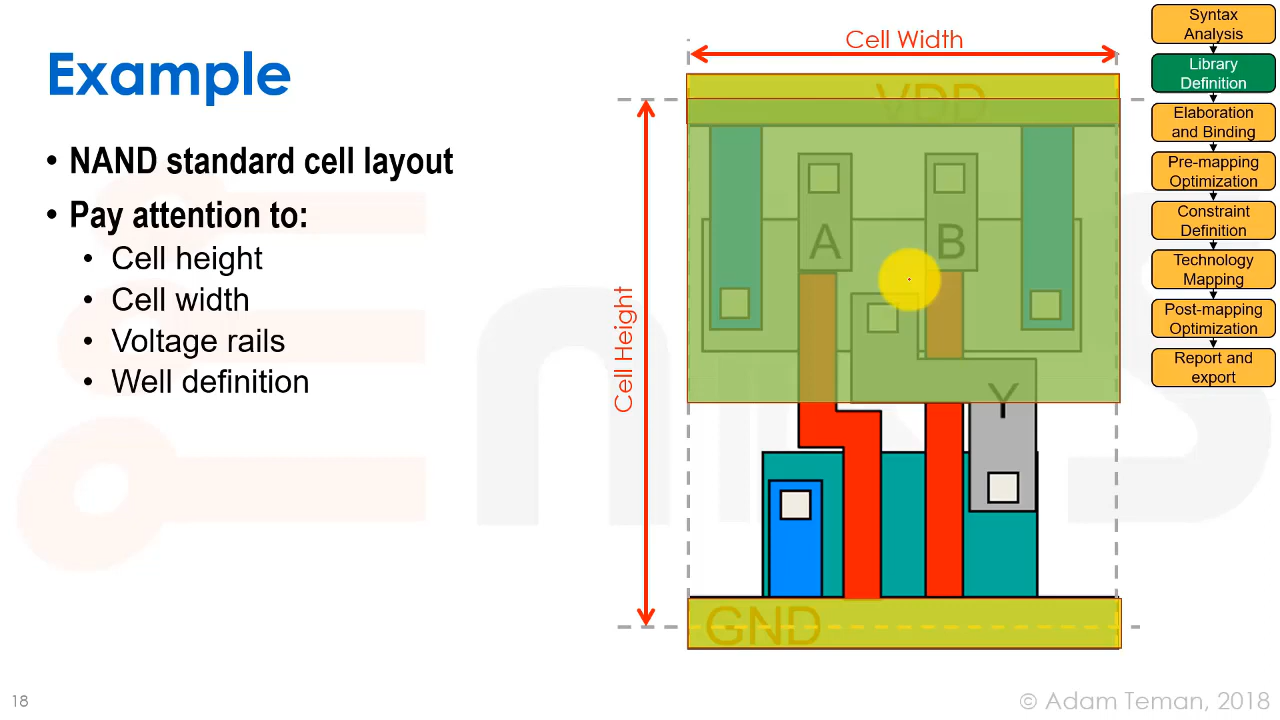 Example
• NAND standard cell layout
• Pay attention to:
• Cell height
• Cell width
• Voltage rails
• Well definition
Cell Width
Cell Height
VDD
A
B
Y
GND
Syntax
Analysis
Library
Definition
Elaboration
and Binding
Pre-mapping
Optimization
Constraint
Definition
Technology
Mapping
Post-mapping
Optimization
Report and
export
18
© Adam Teman, 2018